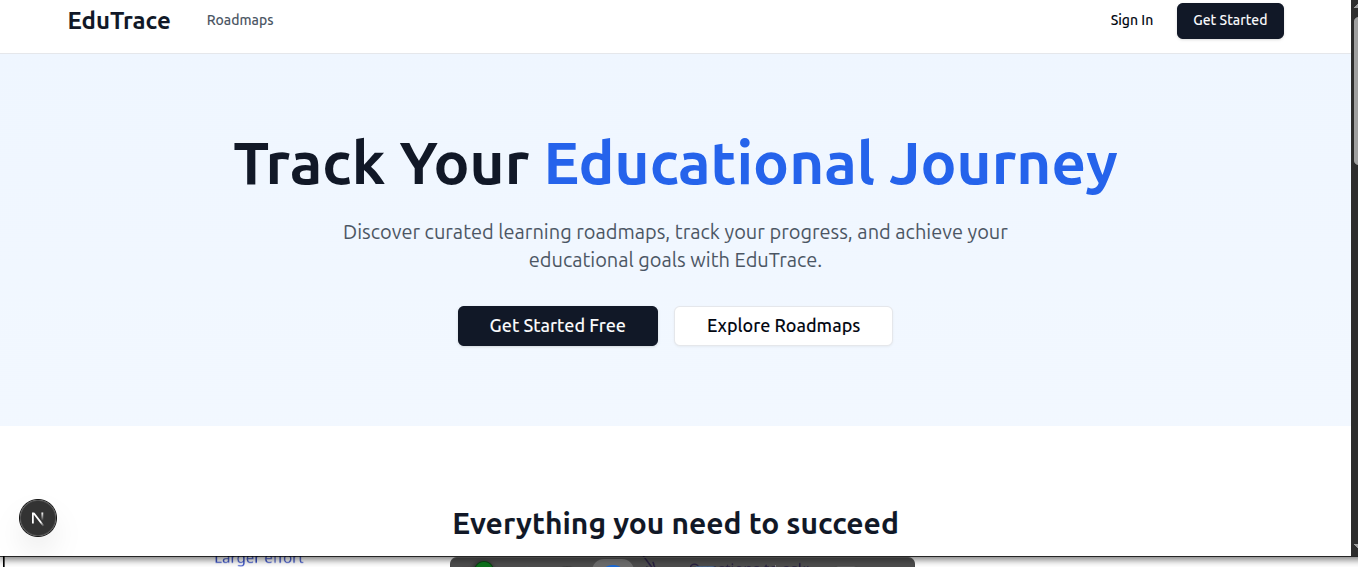 EduTrace
Roadmaps
Sign In
Get Started
Track Your Educational Journey
Discover curated learning roadmaps, track your progress, and achieve your
educational goals with EduTrace.
Get Started Free
Explore Roadmaps
Everything you need to succeed
N
Larger effort